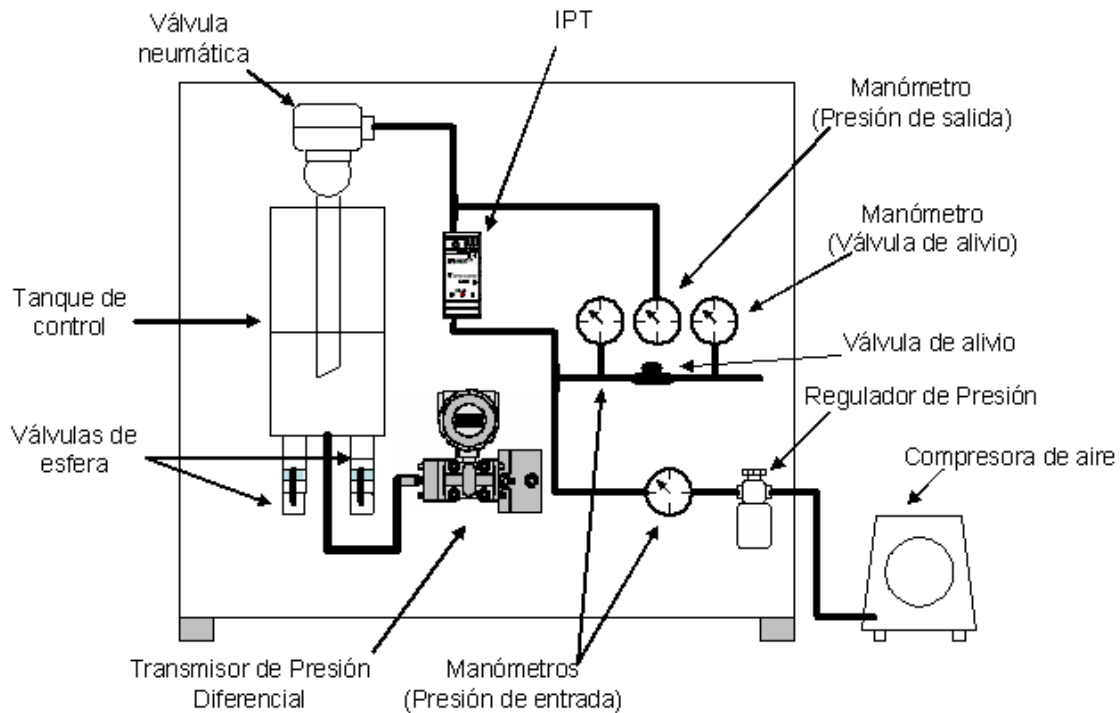 Válvula
neumática
IPT
Manómetro
(Presión de salida)
Manómetro
(Válvula de alivio)
Tanque de
control
Válvula de alivio
Regulador de Presión
Válvulas de
esfera
Compresora de aire
Transmisor de Presión
Diferencial
Manómetros
(Presión de entrada)